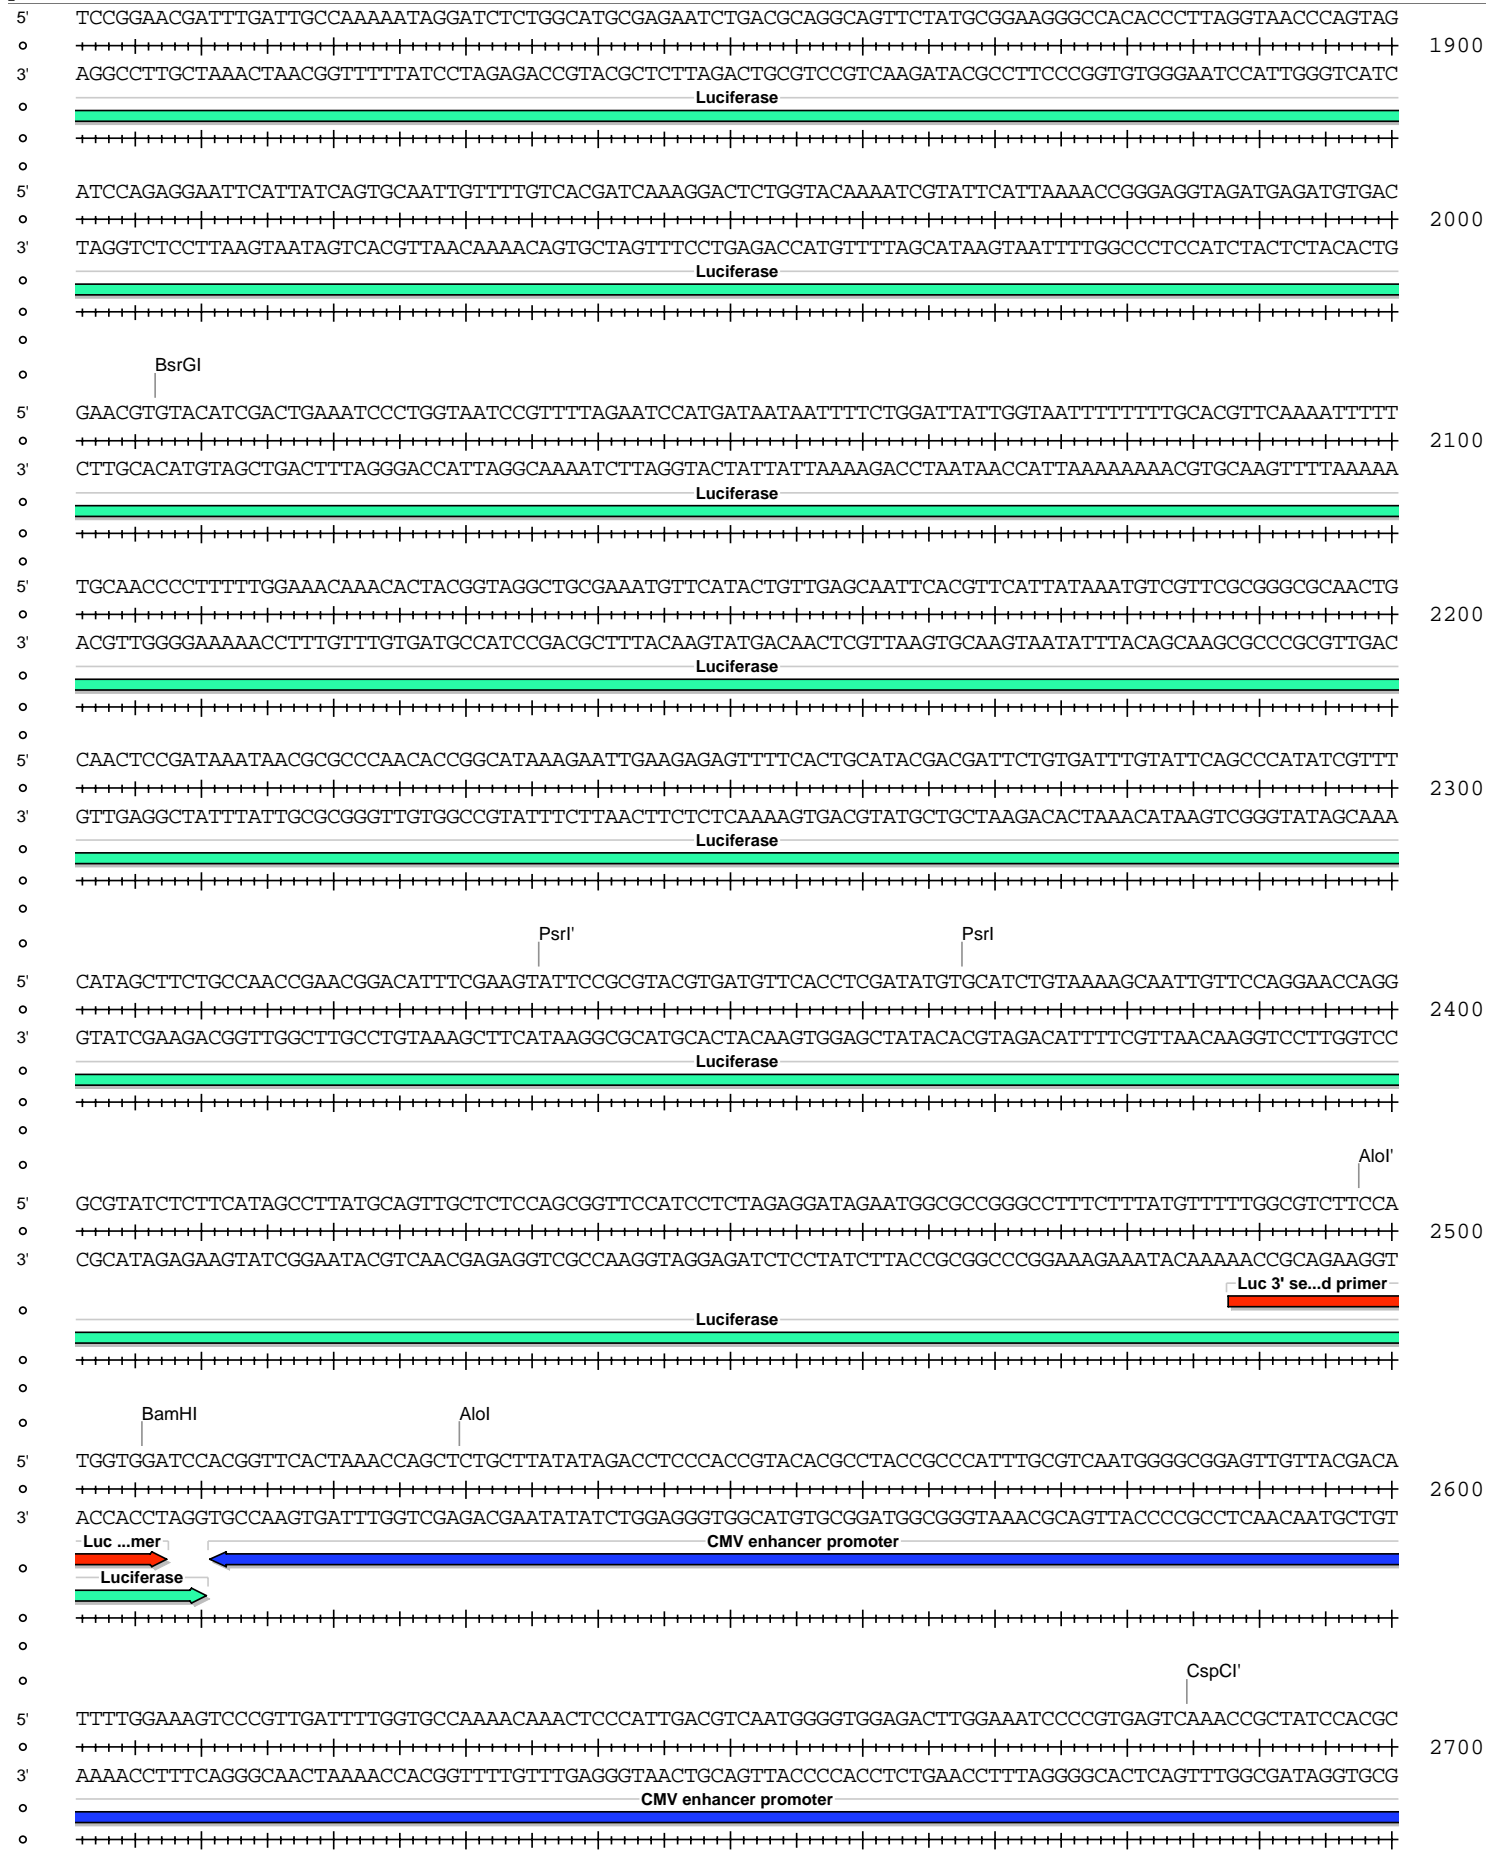 5' TCCGGAACGATTTGATTGCCAAAAATAGGATCTCTGGCATGCGAGAATCTGACGCAGGCAGTTCTATGCGGAAGGGCCACACCCTTAGGTAACCCAGTAG
1900
3' AGGCCTTGCTAAACTAACGGTTTTTATCCTAGAGACCGTACGCTCTTAGACTGCGTCCGTCAAGATACGCCTTCCCGGTGTGGGAATCCATTGGGTCATC
Luciferase
5' ATCCAGAGGAATTCATTATCAGTGCAATTGTTTTGTCACGATCAAAGGACTCTGGTACAAAATCGTATTCATTAAAACCGGGAGGTAGATGAGATGTGAC
2000
3' TAGGTCTCCTTAAGTAATAGTCACGTTAACAAAACAGTGCTAGTTTCCTGAGACCATGTTTTAGCATAAGTAATTTTGGCCCTCCATCTACTCTACACTG
Luciferase
BsrGI
5' GAACGTGTACATCGACTGAAATCCCTGGTAATCCGTTTTAGAATCCATGATAATAATTTTCTGGATTATTGGTAATTTTTTTTGCACGTTCAAAATTTTT
2100
3' CTTGCACATGTAGCTGACTTTAGGGACCATTAGGCAAAATCTTAGGTACTATTATTAAAAGACCTAATAACCATTAAAAAAAACGTGCAAGTTTTAAAAA
Luciferase
5' TGCAACCCCTTTTTGGAAACAAACACTACGGTAGGCTGCGAAATGTTCATACTGTTGAGCAATTCACGTTCATTATAAATGTCGTTCGCGGGCGCAACTG
2200
3' ACGTTGGGGAAAAACCTTTGTTTGTGATGCCATCCGACGCTTTACAAGTATGACAACTCGTTAAGTGCAAGTAATATTTACAGCAAGCGCCCGCGTTGAC
Luciferase
5' CAACTCCGATAAATAACGCGCCCAACACCGGCATAAAGAATTGAAGAGAGTTTTCACTGCATACGACGATTCTGTGATTTGTATTCAGCCCATATCGTTT
2300
3' GTTGAGGCTATTTATTGCGCGGGTTGTGGCCGTATTTCTTAACTTCTCTCAAAAGTGACGTATGCTGCTAAGACACTAAACATAAGTCGGGTATAGCAAA
Luciferase
PsrI' PsrI
5' CATAGCTTCTGCCAACCGAACGGACATTTCGAAGTATTCCGCGTACGTGATGTTCACCTCGATATGTGCATCTGTAAAAGCAATTGTTCCAGGAACCAGG
2400
3' GTATCGAAGACGGTTGGCTTGCCTGTAAAGCTTCATAAGGCGCATGCACTACAAGTGGAGCTATACACGTAGACATTTTCGTTAACAAGGTCCTTGGTCC
Luciferase
AloI'
5' GCGTATCTCTTCATAGCCTTATGCAGTTGCTCTCCAGCGGTTCCATCCTCTAGAGGATAGAATGGCGCCGGGCCTTTCTTTATGTTTTTGGCGTCTTCCA
2500
3' CGCATAGAGAAGTATCGGAATACGTCAACGAGAGGTCGCCAAGGTAGGAGATCTCCTATCTTACCGCGGCCCGGAAAGAAATACAAAAACCGCAGAAGGT
Luc 3' se...d primer
Luciferase
BamHI AloI
5' TGGTGGATCCACGGTTCACTAAACCAGCTCTGCTTATATAGACCTCCCACCGTACACGCCTACCGCCCATTTGCGTCAATGGGGCGGAGTTGTTACGACA
2600
3' ACCACCTAGGTGCCAAGTGATTTGGTCGAGACGAATATATCTGGAGGGTGGCATGTGCGGATGGCGGGTAAACGCAGTTACCCCGCCTCAACAATGCTGT
Luc ...mer CMV enhancer promoter
Luciferase
CspCI'
5' TTTTGGAAAGTCCCGTTGATTTTGGTGCCAAAACAAACTCCCATTGACGTCAATGGGGTGGAGACTTGGAAATCCCCGTGAGTCAAACCGCTATCCACGC
2700
3' AAAACCTTTCAGGGCAACTAAAACCACGGTTTTGTTTGAGGGTAACTGCAGTTACCCCACCTCTGAACCTTTAGGGGCACTCAGTTTGGCGATAGGTGCG
CMV enhancer promoter